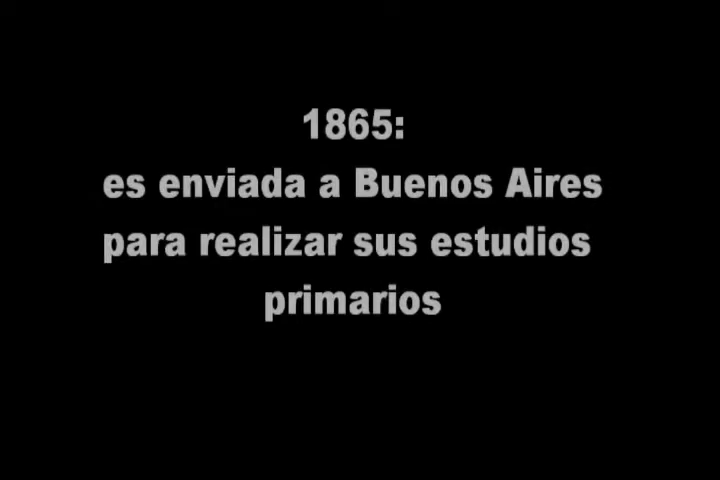 1865:
es enviada a Buenos Aires
para realizar sus estudios
primarios